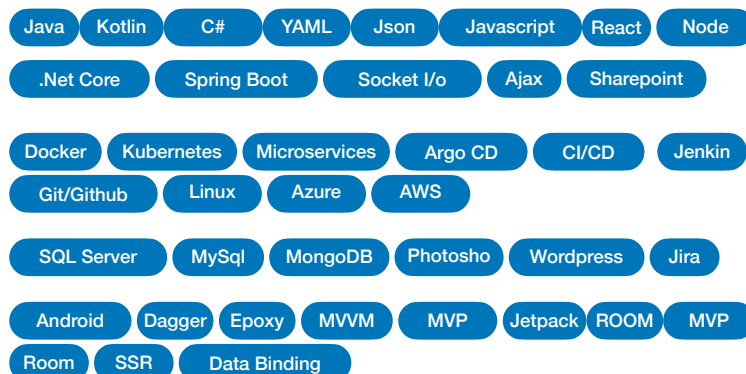 Java Kotlin C# YAML Json Javascript React Node
.Net Core Spring Boot Socket I/o Ajax Sharepoint
Docker Kubernetes Microservices Argo CD CI/CD Jenkin
Git/Github Linux Azure AWS
SQL Server MySql MongoDB Photosho Wordpress Jira
Android Dagger Epoxy MVVM MVP Jetpack ROOM MVP
Room SSR Data Binding